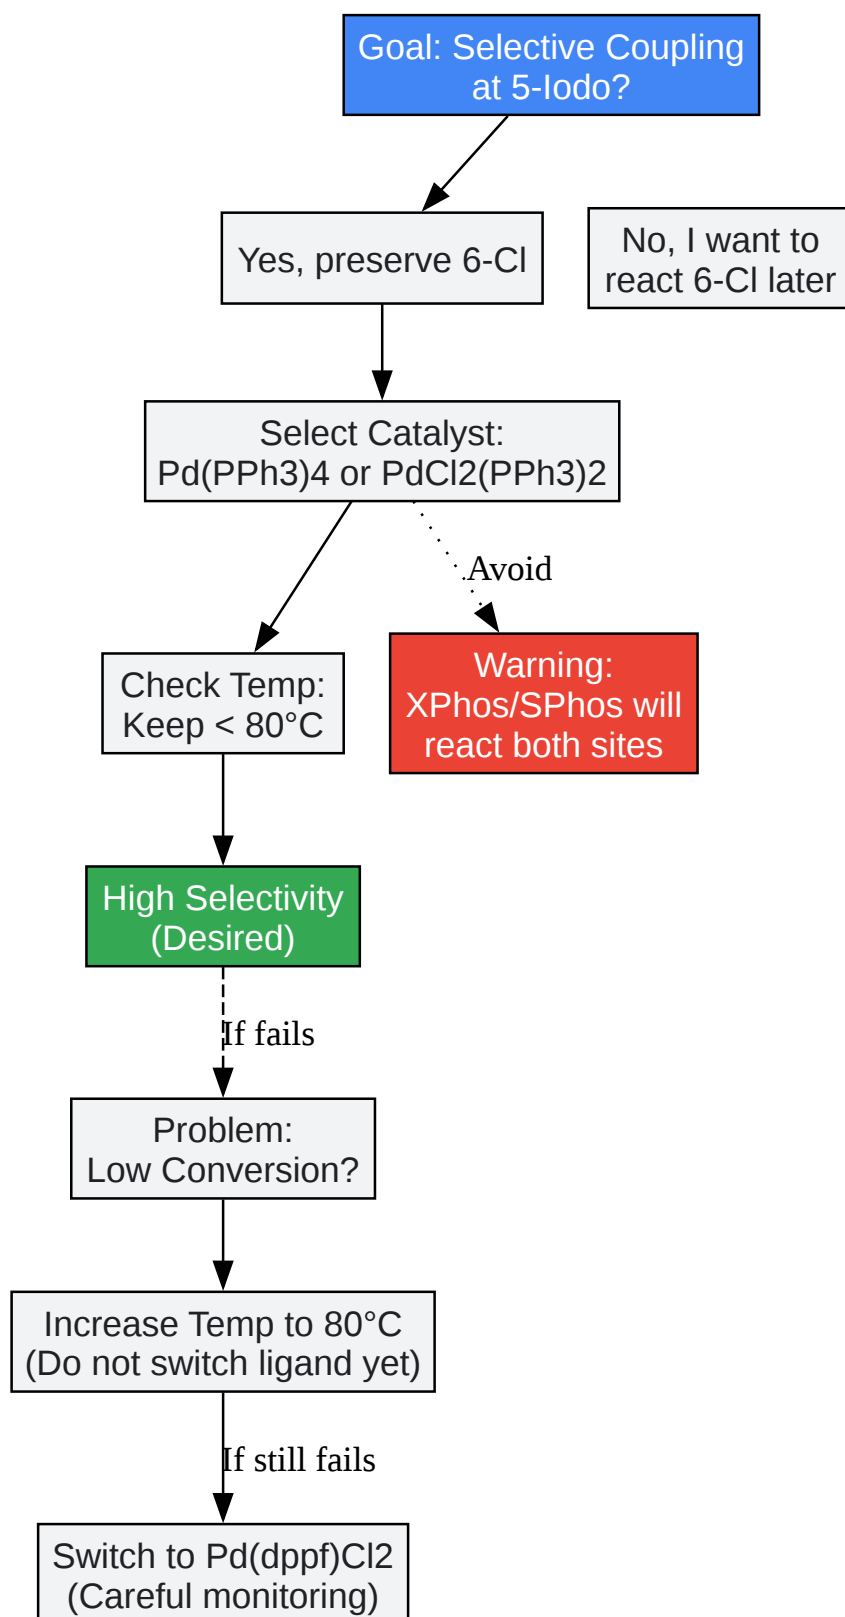 Goal: Selective Coupling
at 5-Iodo?
Yes, preserve 6-Cl
No, I want to
react 6-Cl later
Select Catalyst:
Pd(PPh3)4 or PdCl2(PPh3)2
Avoid
Check Temp:
Keep < 80°C
Warning:
XPhos/SPhos will
react both sites
High Selectivity
(Desired)
If fails
Problem:
Low Conversion?
Increase Temp to 80°C
(Do not switch ligand yet)
If still fails
Switch to Pd(dppf)Cl2
(Careful monitoring)